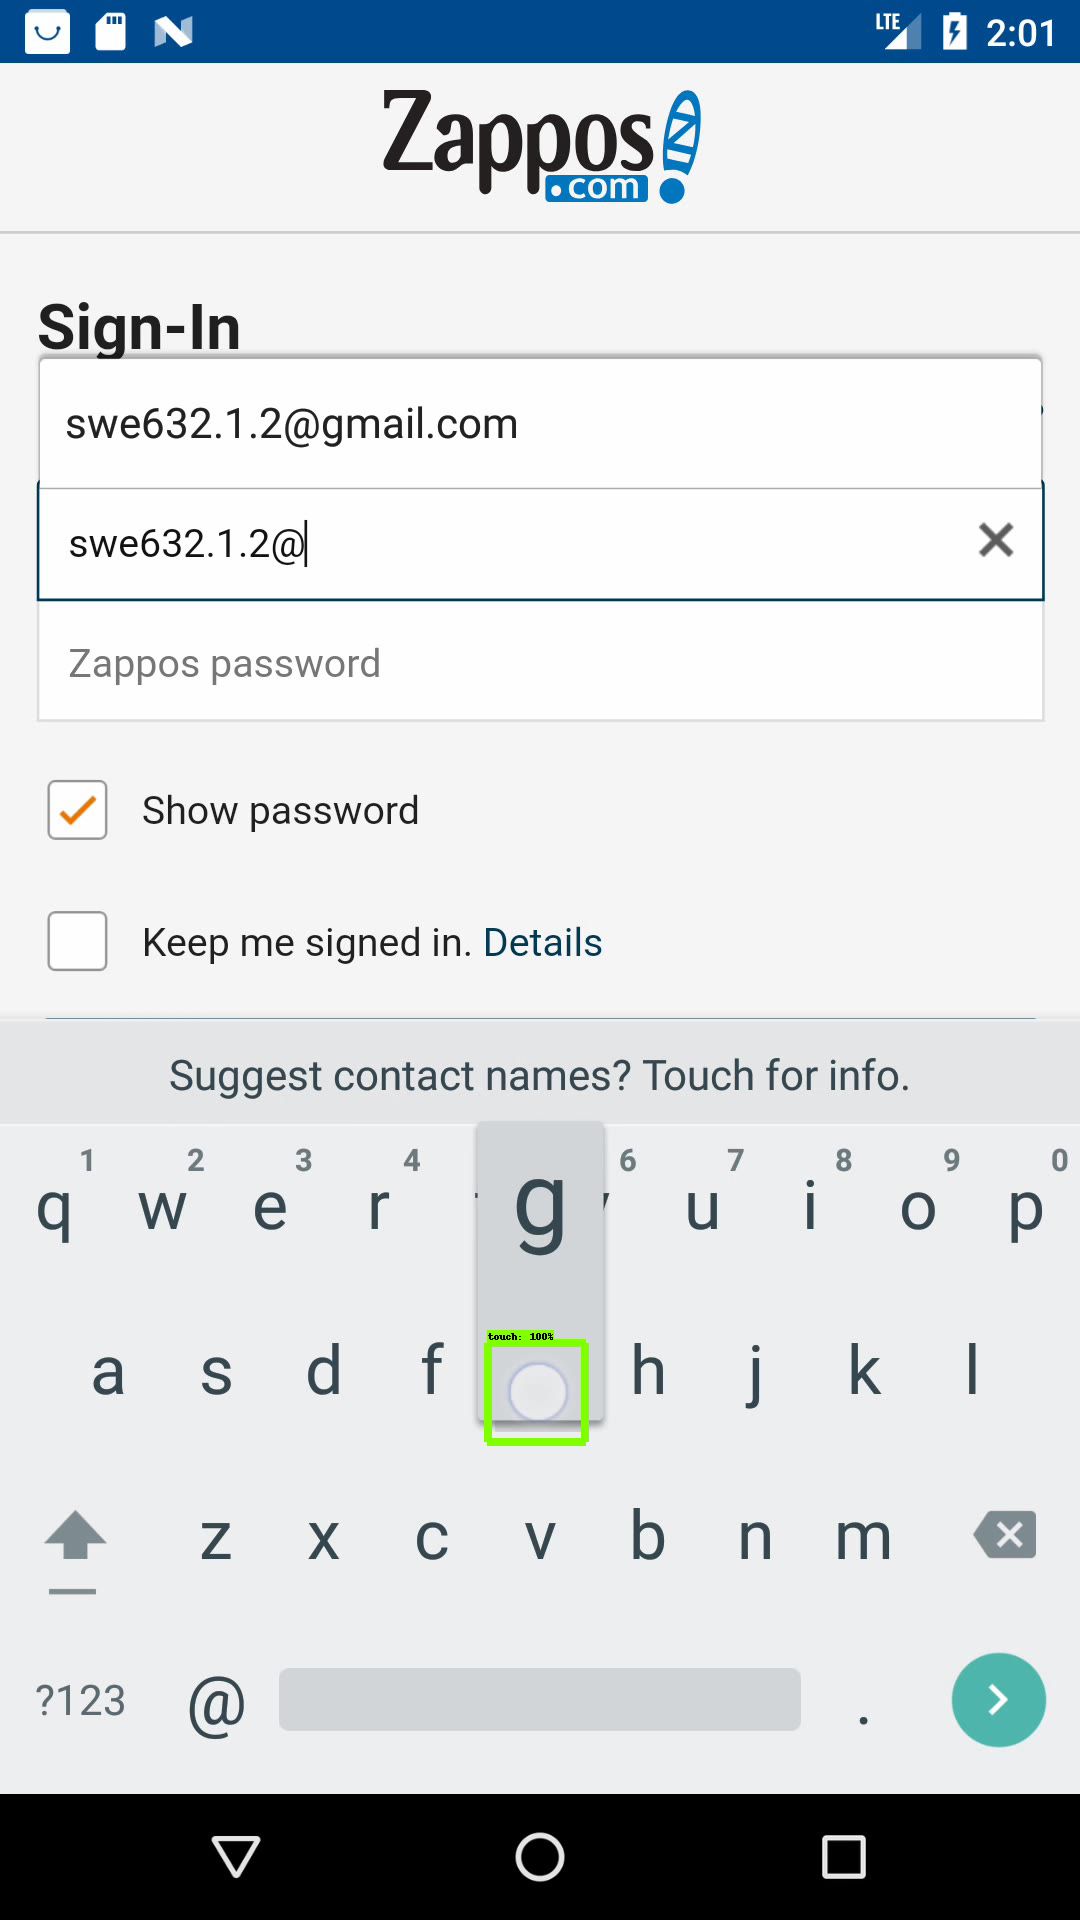 LTE 2:01
Zappos
.com
Sign-In
swe632.1.2@gmail.com
swe632.1.2@
Zappos password
Show password
Keep me signed in. Details
Suggest contact names? Touch for info.
1 2 3 4 6 7 8 9 0
q w e r g u i o p
touch: 100%
a s d f h j k l
z x c v b n m
?123 @ .